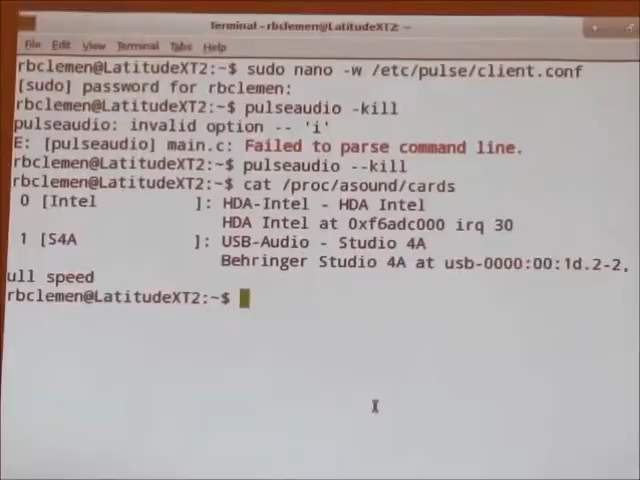 Terminal - rbclemen@LatitudeXT2: ~
File Edit View Terminal Tabs Help
rbclemen@LatitudeXT2:~$ sudo nano -w /etc/pulse/client.conf
[sudo] password for rbclemen:
rbclemen@LatitudeXT2:~$ pulseaudio -kill
pulseaudio: invalid option -- 'i'
E: [pulseaudio] main.c: Failed to parse command line.
rbclemen@LatitudeXT2:~$ pulseaudio --kill
rbclemen@LatitudeXT2:~$ cat /proc/asound/cards
0 [Intel          ]: HDA-Intel - HDA Intel
HDA Intel at 0xf6adc000 irq 30
1 [S4A            ]: USB-Audio - Studio 4A
Behringer Studio 4A at usb-0000:00:1d.2-2,
ull speed
rbclemen@LatitudeXT2:~$